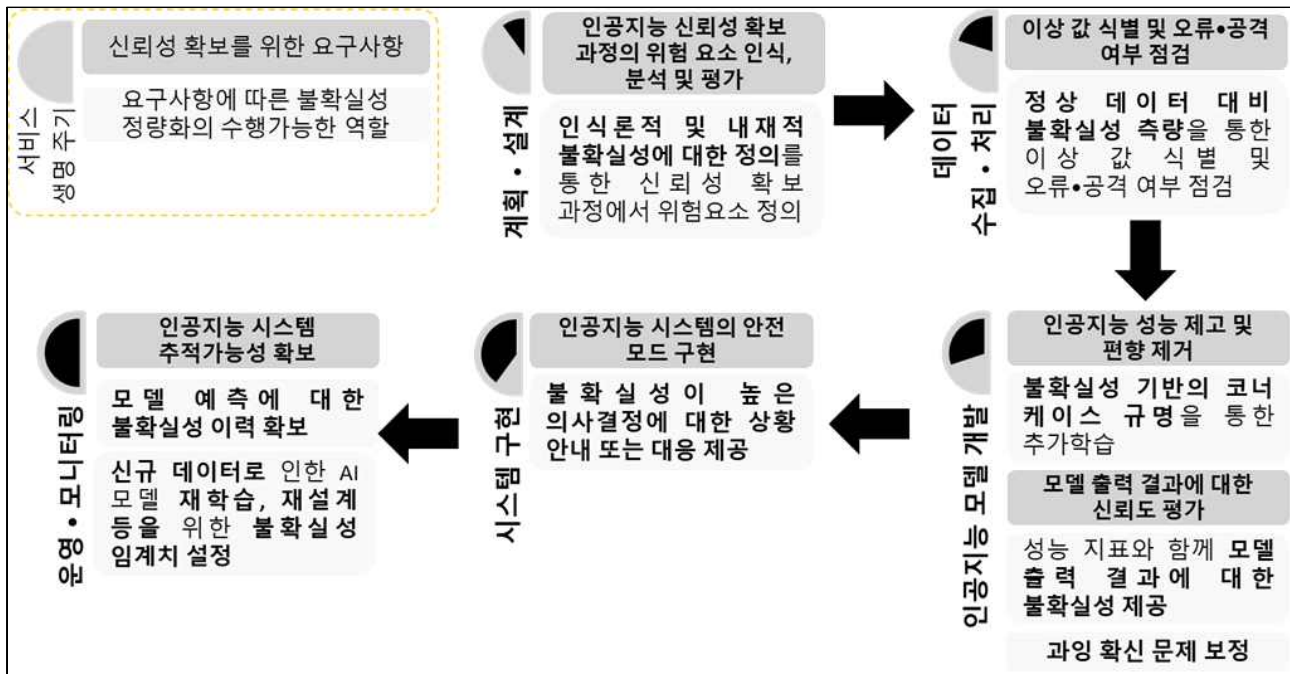 신뢰성 확보를 위한 요구사항
요구사항에 따른 불확실성
정량화의 수행가능한 역할
서비스
생명 주기
인공지능 신뢰성 확보
과정의 위험 요소 인식,
분석 및 평가
인식론적 및 내재적
불확실성에 대한 정의를
통한 신뢰성 확보
과정에서 위험요소 정의
계획•설계
이상 값 식별 및 오류•공격
여부 점검
정상 데이터 대비
불확실성 측량을 통한
이상 값 식별 및
오류•공격 여부 점검
데이터
수집•처리
인공지능 성능 제고 및
편향 제거
불확실성 기반의 코너
케이스 규명을 통한
추가학습
모델 출력 결과에 대한
신뢰도 평가
성능 지표와 함께 모델
출력 결과에 대한
불확실성 제공
과잉 확신 문제 보정
인공지능 모델 개발
인공지능 시스템의 안전
모드 구현
불확실성이 높은
의사결정에 대한 상황
안내 또는 대응 제공
시스템 구현
인공지능 시스템
추적가능성 확보
모델 예측에 대한
불확실성 이력 확보
신규 데이터로 인한 AI
모델 재학습, 재설계
등을 위한 불확실성
임계치 설정
운영•모니터링